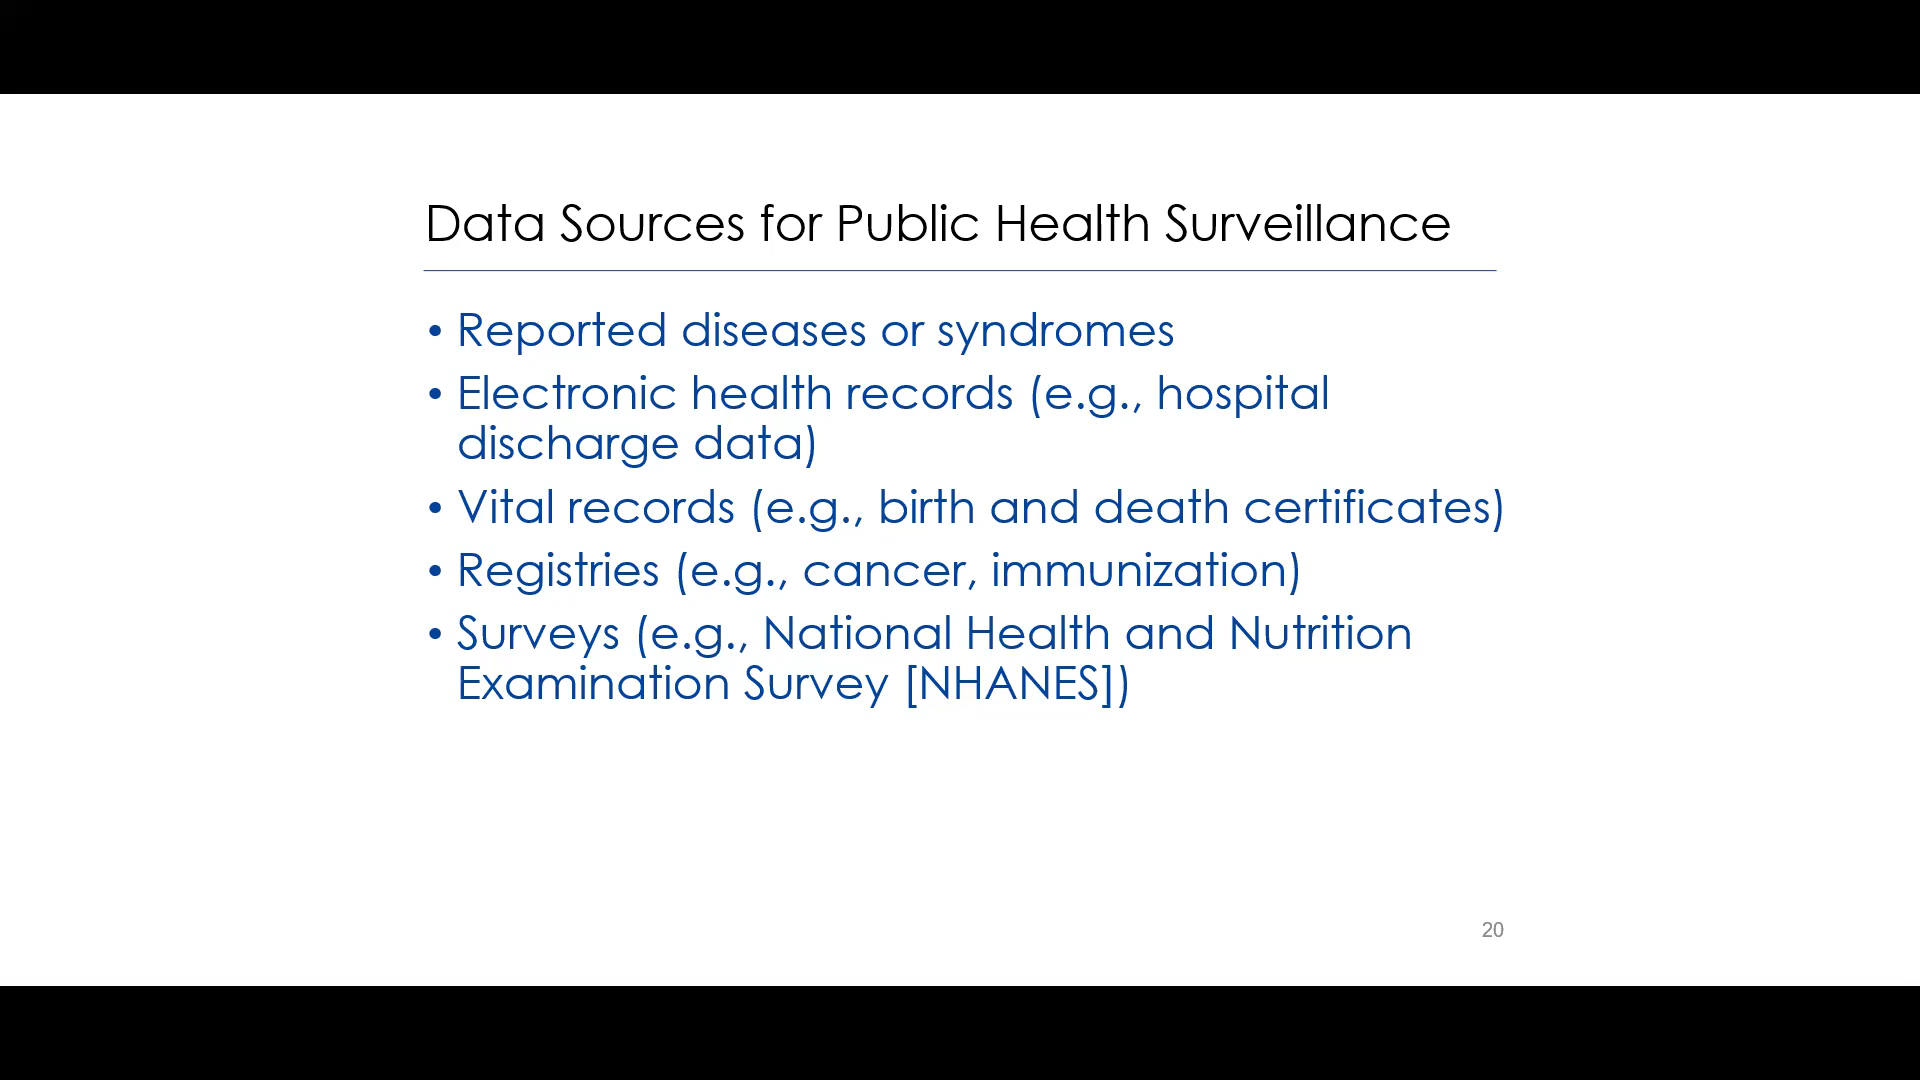 Data Sources for Public Health Surveillance
• Reported diseases or syndromes
• Electronic health records (e.g., hospital
discharge data)
• Vital records (e.g., birth and death certificates)
• Registries (e.g., cancer, immunization)
• Surveys (e.g., National Health and Nutrition
Examination Survey [NHANES])
20